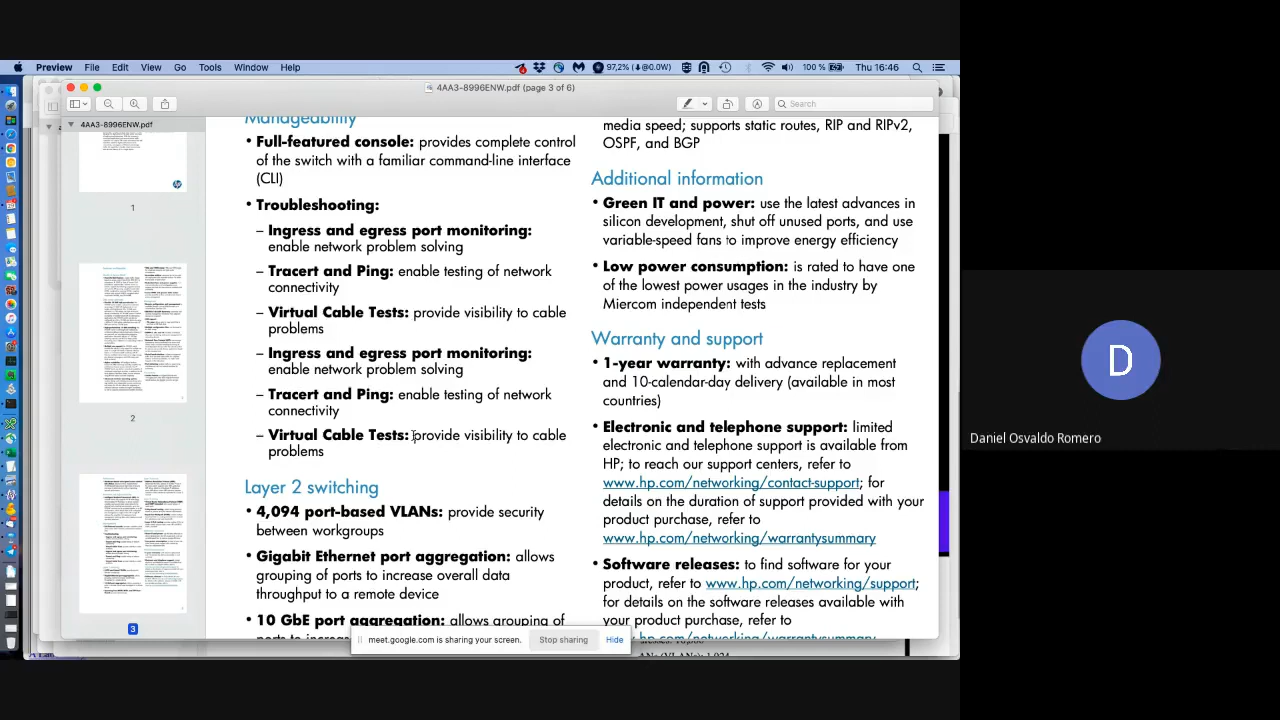 Preview File Edit View Go Tools Window Help
97,2% (⬇@0.0W) 100 % Thu 16:46
4AA3-8996ENW.pdf (page 3 of 6)
Search
4AA3-8996ENW.pdf
1
2
3
Manageability
• Full-featured console: provides complete control
of the switch with a familiar command-line interface
(CLI)
• Troubleshooting:
– Ingress and egress port monitoring:
enable network problem solving
– Tracert and Ping: enable testing of network
connectivity
– Virtual Cable Tests: provide visibility to cable
problems
– Ingress and egress port monitoring:
enable network problem solving
– Tracert and Ping: enable testing of network
connectivity
– Virtual Cable Tests: provide visibility to cable
problems
Layer 2 switching
• 4,094 port-based VLANs: provide security
between workgroups
• Gigabit Ethernet port aggregation: allows
grouping of ports to increase overall data
throughput to a remote device
• 10 GbE port aggregation: allows grouping of
ports to increase
media speed; supports static routes, RIP and RIPv2,
OSPF, and BGP
Additional information
• Green IT and power: use the latest advances in
silicon development, shut off unused ports, and use
variable-speed fans to improve energy efficiency
• Low power consumption: is rated to have one
of the lowest power usages in the industry by
Miercom independent tests
Warranty and support
• 1-year warranty: with advance replacement
and 10-calendar-day delivery (available in most
countries)
• Electronic and telephone support: limited
electronic and telephone support is available from
HP; to reach our support centers, refer to
www.hp.com/networking/contact-support; for
details on the duration of support provided with your
product purchase, refer to
www.hp.com/networking/warrantysummary
• Software releases: to find software for your
product, refer to www.hp.com/networking/support;
for details on the software releases available with
your product purchase, refer to
www.hp.com/networking/warrantysummary
meet.google.com is sharing your screen. Stop sharing Hide
(VLANs): 1,024
D
Daniel Osvaldo Romero